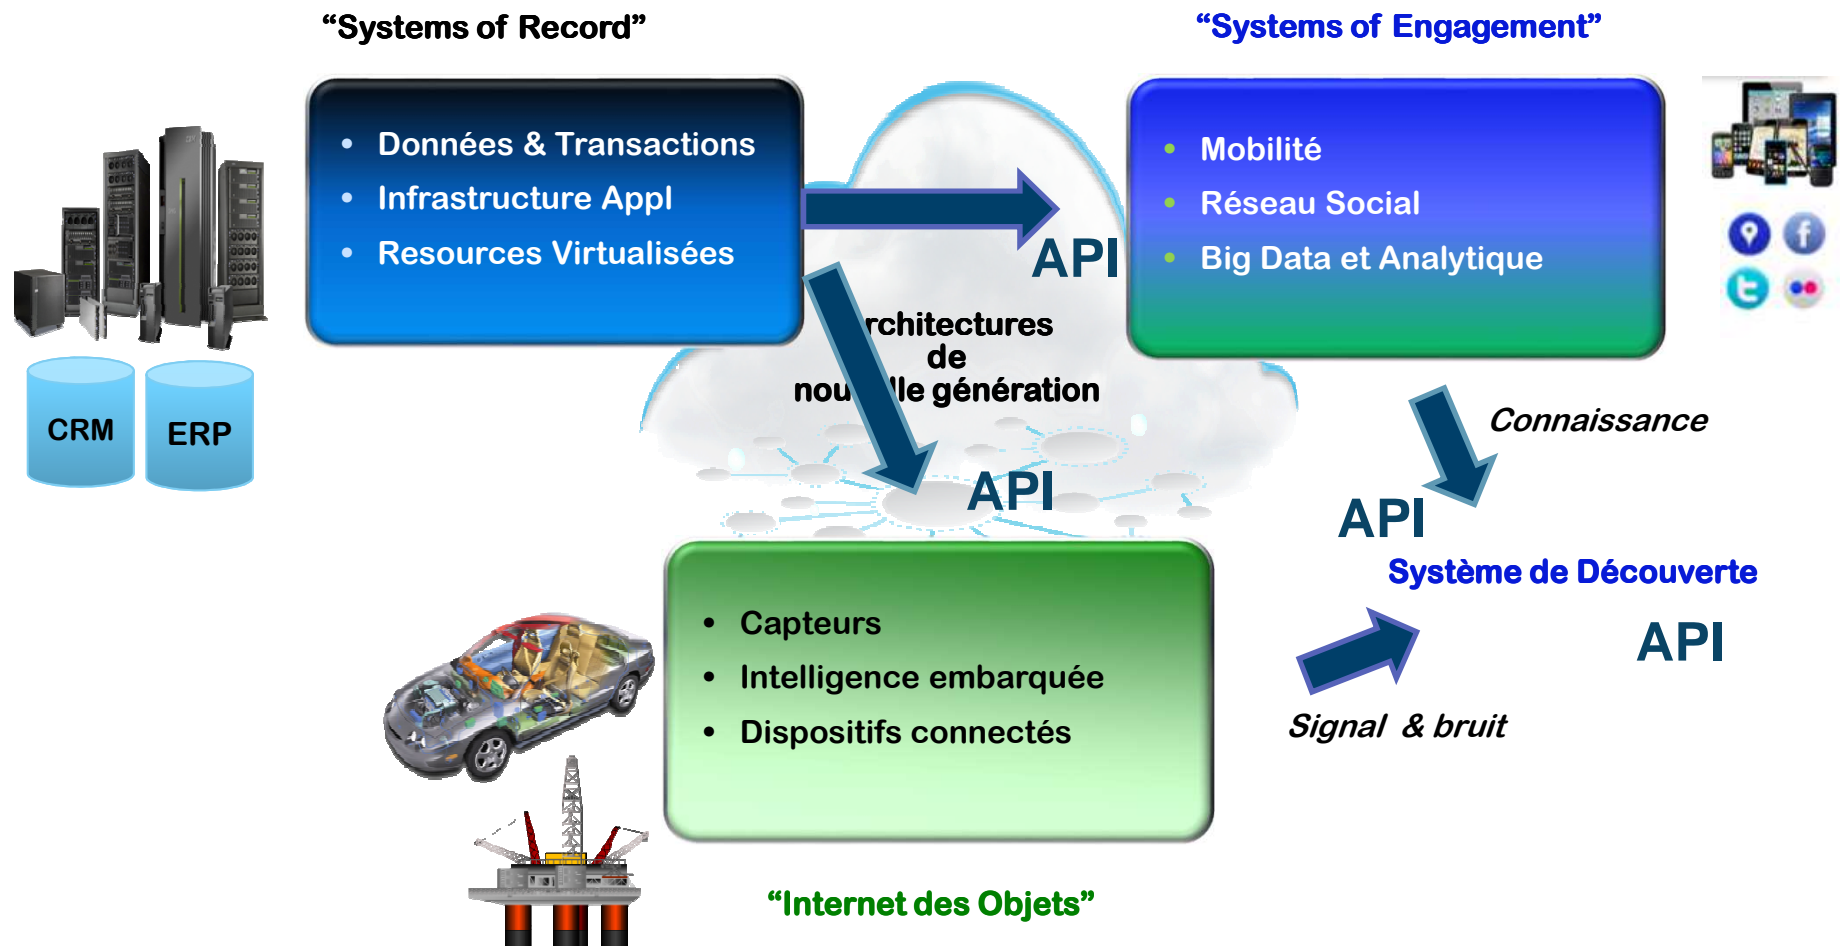 “Systems of Record”
“Systems of Engagement”
• Données & Transactions
• Infrastructure Appl
• Resources Virtualisées
• Mobilité
• Réseau Social
• Big Data et Analytique
API
rchitectures
de
nou lle génération
CRM
ERP
Connaissance
API
API
Système de Découverte
• Capteurs
• Intelligence embarquée
• Dispositifs connectés
API
Signal & bruit
“Internet des Objets”